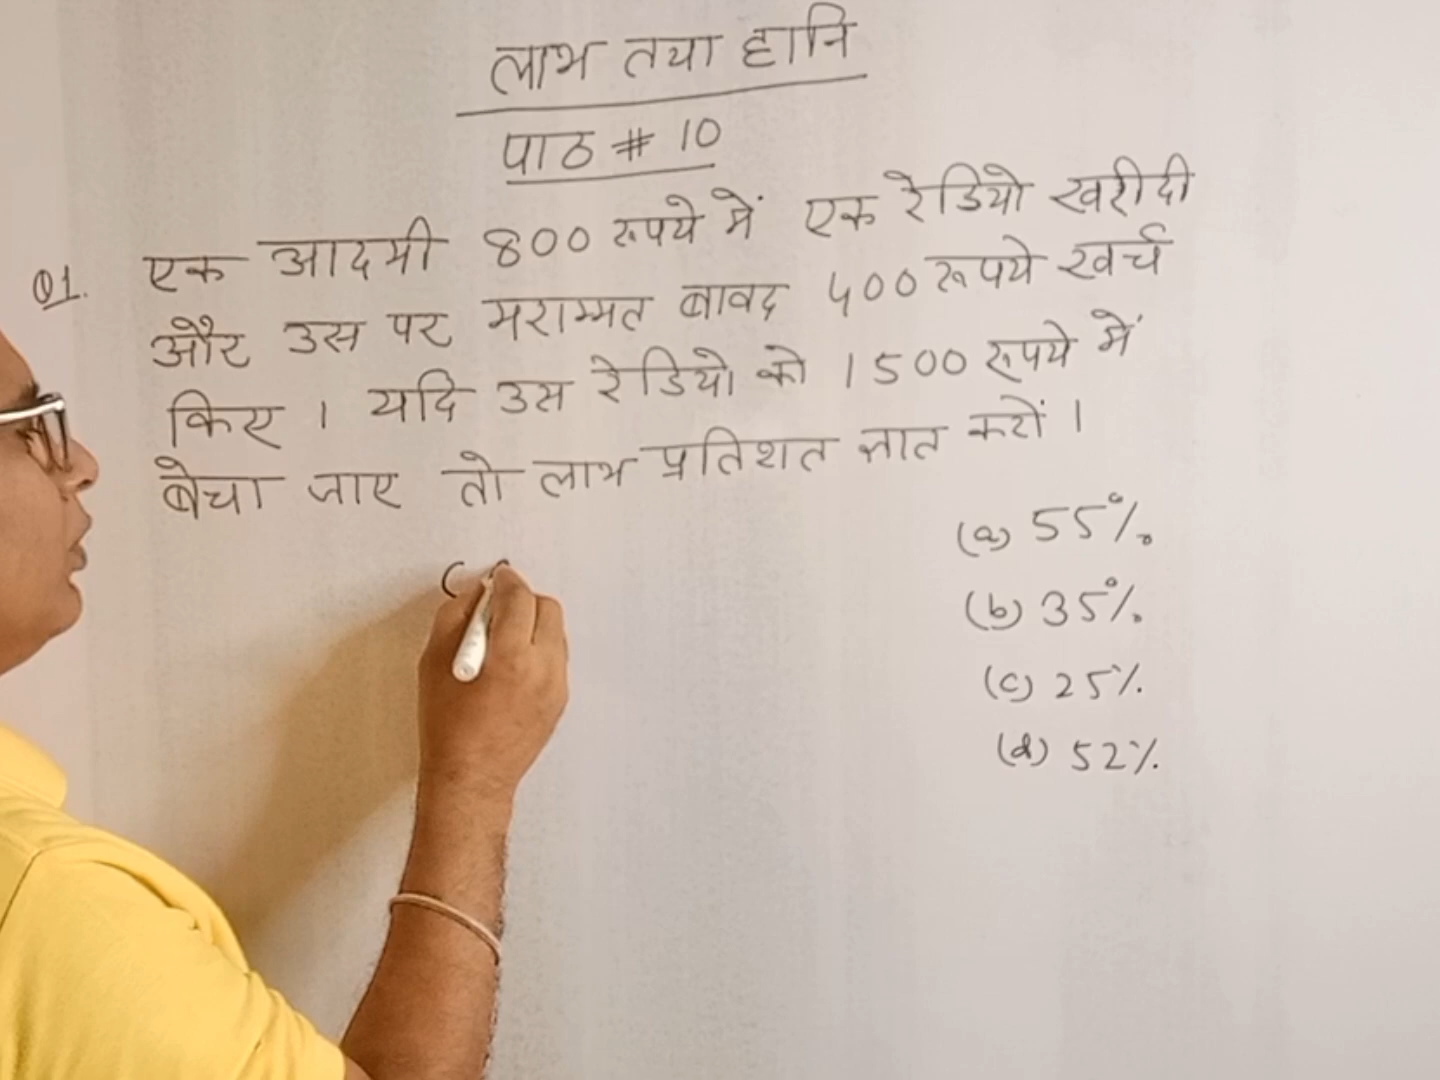 लाभ तथा हानि
पाठ # 10
Q1. एक आदमी 800 रुपये में एक रेडियो खरीदी
और उस पर मराम्मत बावद 400 रूपये खर्च
किए । यदि उस रेडियो को 1500 रुपये में
बेचा जाए तो लाभ प्रतिशत ज्ञात करों ।
(a) 55%
(b) 35%
(c) 25%
(d) 52%